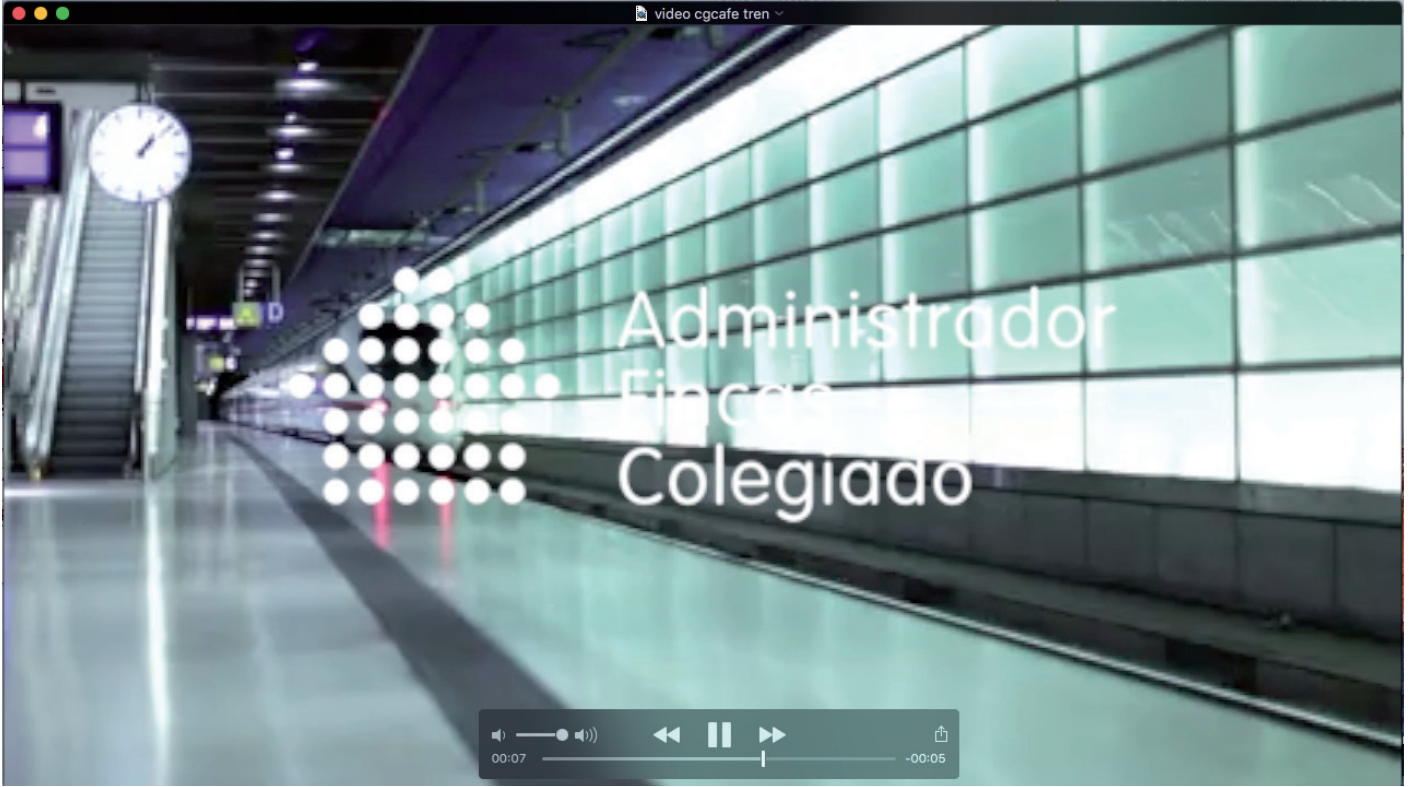 video cgcafe tren
A D
Administrador
Fincas
Colegiado
00:07
-00:05